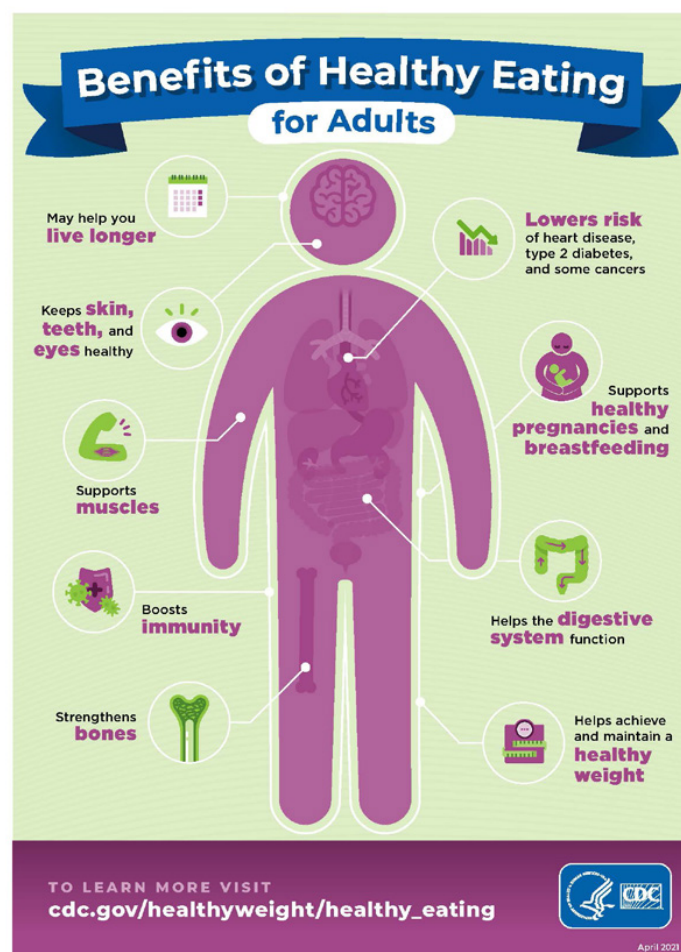 Benefits of Healthy Eating
for Adults
May help you
live longer
Keeps skin,
teeth, and
eyes healthy
Supports
muscles
Boosts
immunity
Strengthens
bones
Lowers risk
of heart disease,
type 2 diabetes,
and some cancers
Supports
healthy
pregnancies and
breastfeeding
Helps the digestive
system function
Helps achieve
and maintain a
healthy
weight
TO LEARN MORE VISIT
cdc.gov/healthyweight/healthy_eating
CDC
April 2021